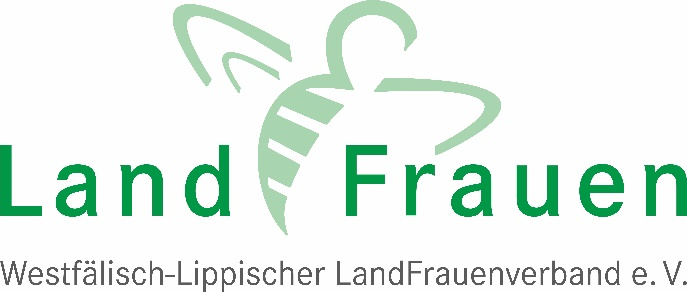 Land Frauen
Westfälisch-Lippischer LandFrauenverband e. V.